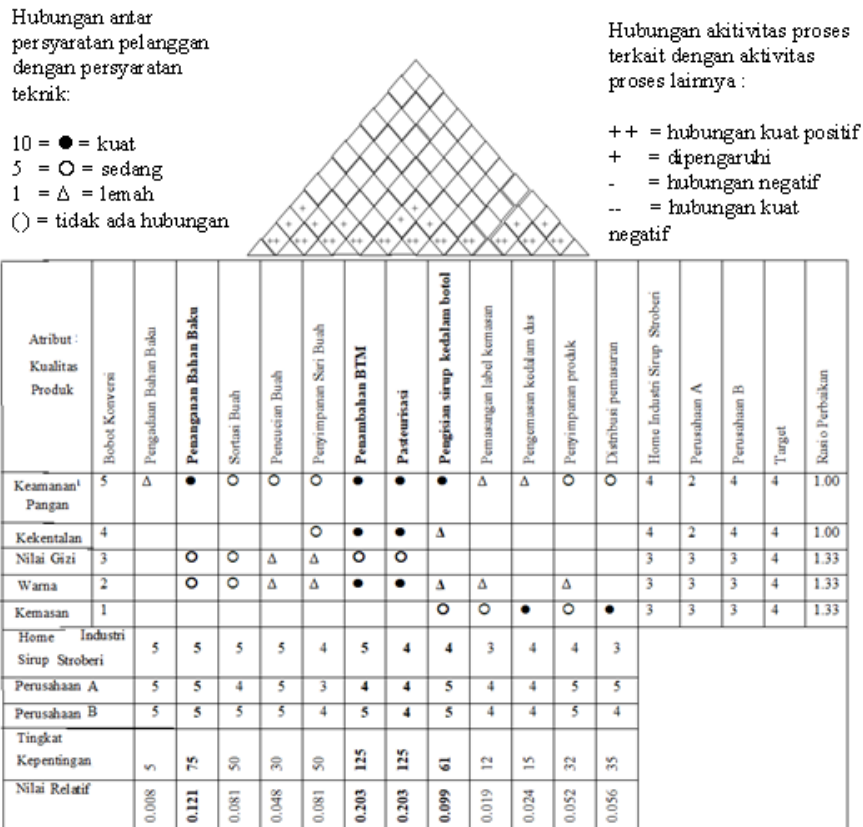 Hubungan antar
persyaratan pelanggan
dengan persyaratan
teknik:
10 = ● = kuat
5 = O = sedang
1 = Δ = lemah
() = tidak ada hubungan
Hubungan akitivitas proses
terkait dengan aktivitas
proses lainnya :
++ = hubungan kuat positif
+ = dipengaruhi
- = hubungan negatif
-- = hubungan kuat
negatif
Atribut :
Kualitas
Produk
Bobot Konversi
Pengadaan Bahan Baku
Penanganan Bahan Baku
Sortasi Buah
Pencucian Buah
Penyimpanan Sari Buah
Penambahan BTM
Pasteurisasi
Pengisian sirup kedalam botol
Pemasangan label kemasan
Pengemasan kedalam dus
Penyimpanan produk
Distribusi pemasaran
Home Industri Sirup Stroberi
Perusahaan A
Perusahaan B
Target
Rasio Perbaikan
Keamanan¹ 5 Δ ● O O O ● ● ● Δ Δ O O 4 2 4 4 1.00
Pangan
Kekentalan 4 O ● ● Δ 4 2 4 4 1.00
Nilai Gizi 3 O O Δ Δ O O 3 3 3 4 1.33
Warna 2 O O Δ Δ ● ● Δ Δ Δ 3 3 3 4 1.33
Kemasan 1 O O ● O ● 3 3 3 4 1.33
Home Industri
Sirup Stroberi 5 5 5 5 4 5 4 4 3 4 4 3
Perusahaan A 5 5 4 5 3 4 4 5 4 4 5 5
Perusahaan B 5 5 5 5 4 5 4 5 4 4 5 4
Tingkat
Kepentingan 5 75 50 30 50 125 125 61 12 15 32 35
Nilai Relatif 0.008 0.121 0.081 0.048 0.081 0.203 0.203 0.099 0.019 0.024 0.052 0.056